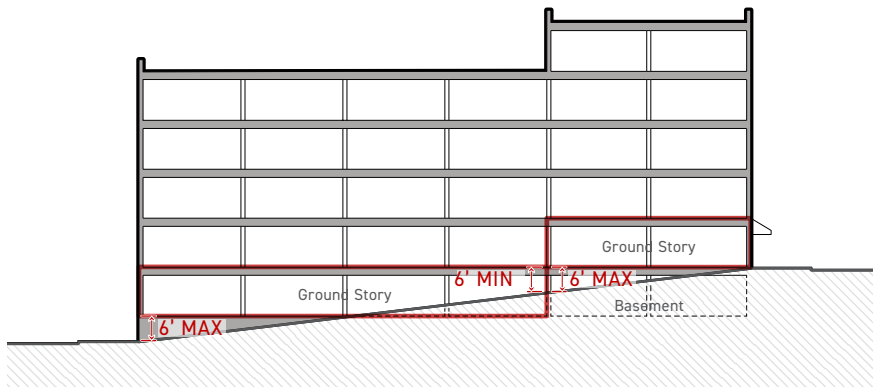 Ground Story
6' MIN
6' MAX
Ground Story
Basement
6' MAX